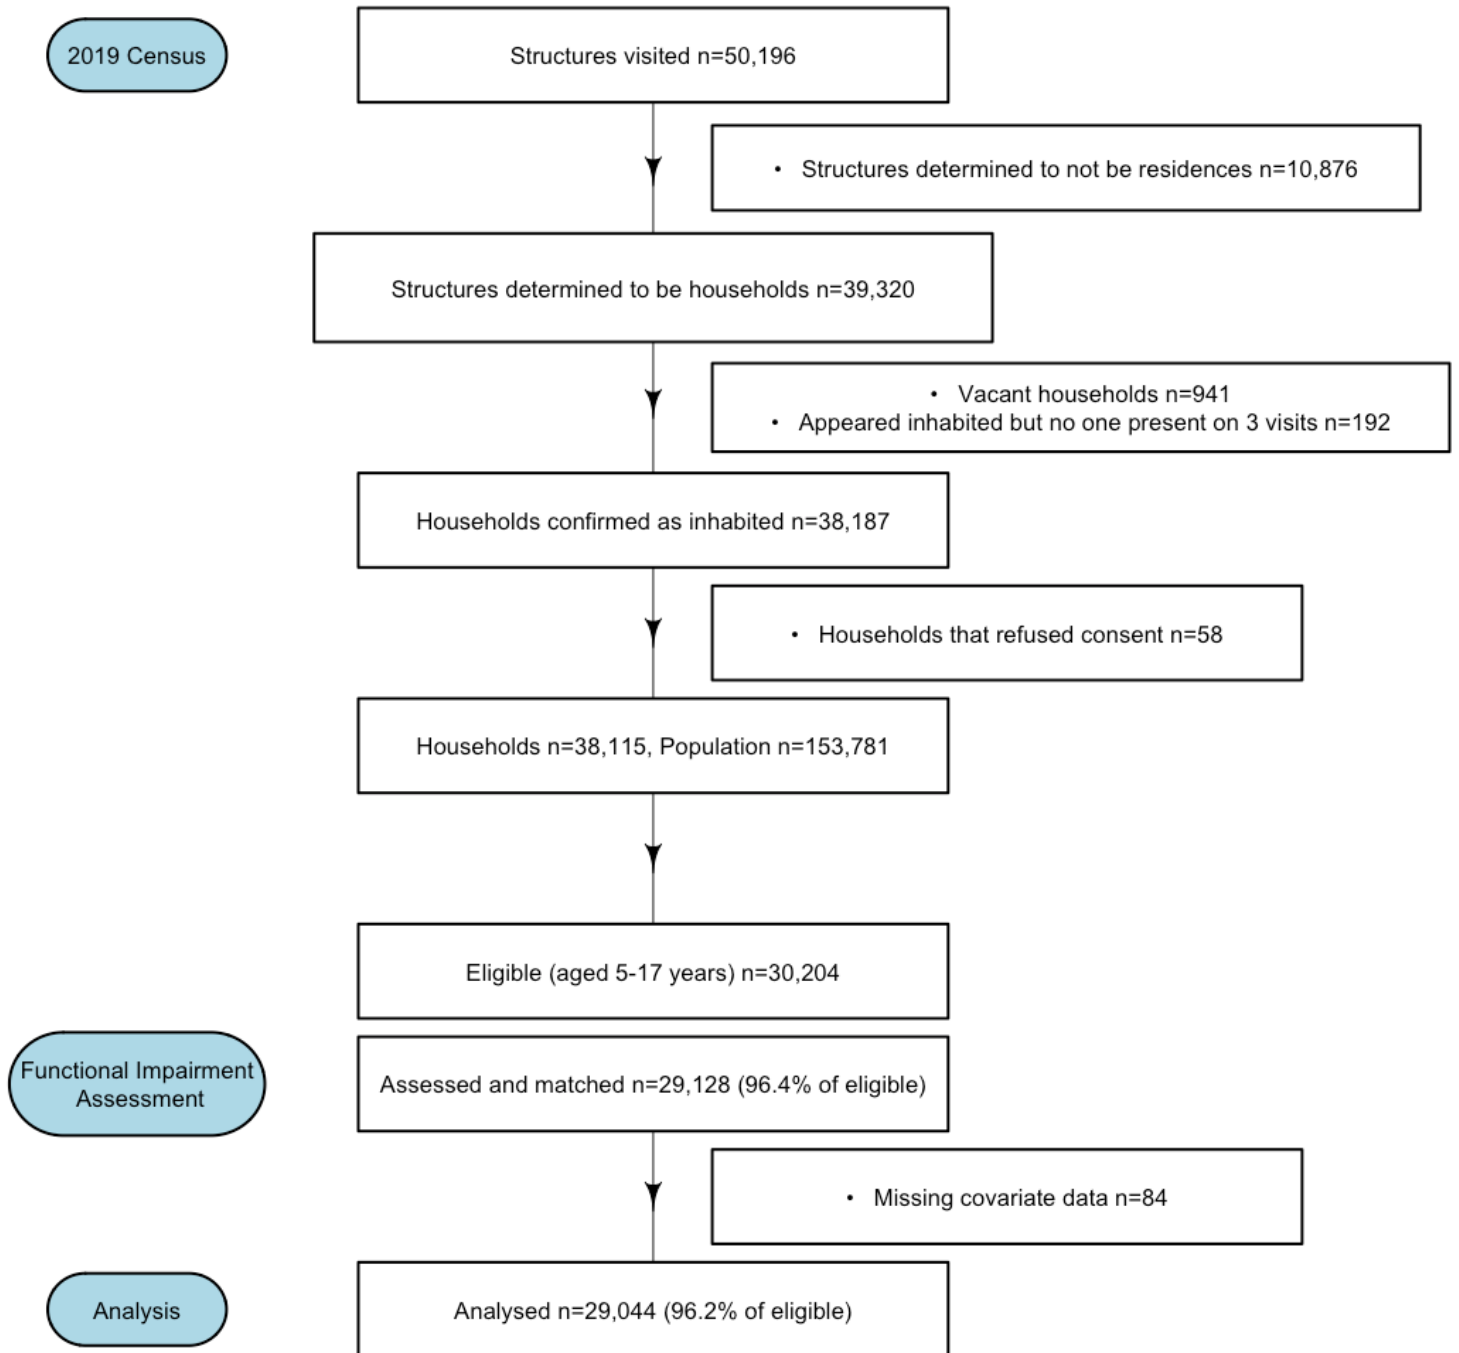 2019 Census
Structures visited n=50,196
• Structures determined to not be residences n=10,876
Structures determined to be households n=39,320
• Vacant households n=941
• Appeared inhabited but no one present on 3 visits n=192
Households confirmed as inhabited n=38,187
• Households that refused consent n=58
Households n=38,115, Population n=153,781
Eligible (aged 5-17 years) n=30,204
Functional Impairment
Assessment
Assessed and matched n=29,128 (96.4% of eligible)
• Missing covariate data n=84
Analysis
Analysed n=29,044 (96.2% of eligible)